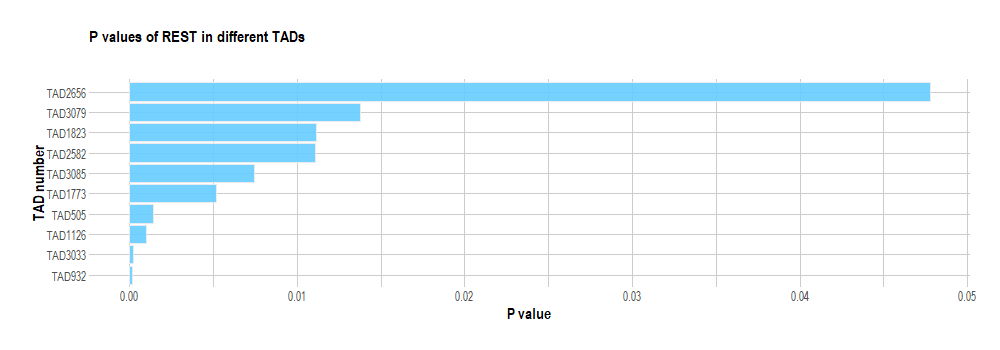 P values of REST in different TADs
TAD number
TAD2656
TAD3079
TAD1823
TAD2582
TAD3085
TAD1773
TAD505
TAD1126
TAD3033
TAD932
0.00 0.01 0.02 0.03 0.04 0.05
P value